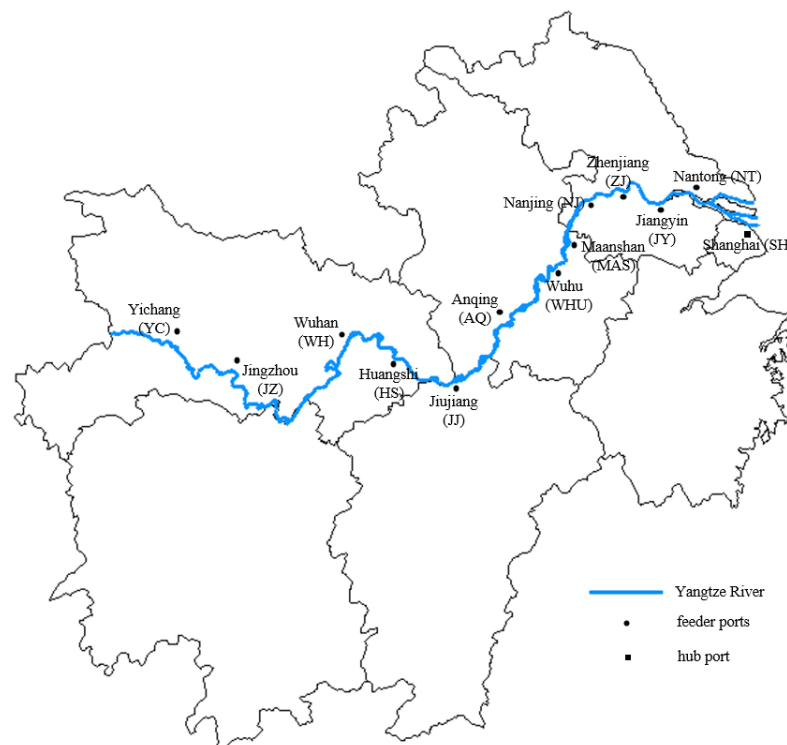 Zhenjiang
(ZJ)
Nantong (NT)
Nanjing (NJ)
Jiangyin
(JY)
Shanghai (SH
Maanshan
(MAS)
Wuhu
(WHU)
Anqing
(AQ)
Yichang
(YC)
Wuhan
(WH)
Jingzhou
(JZ)
Huangshi
(HS)
Jiujiang
(JJ)
Yangtze River
feeder ports
hub port